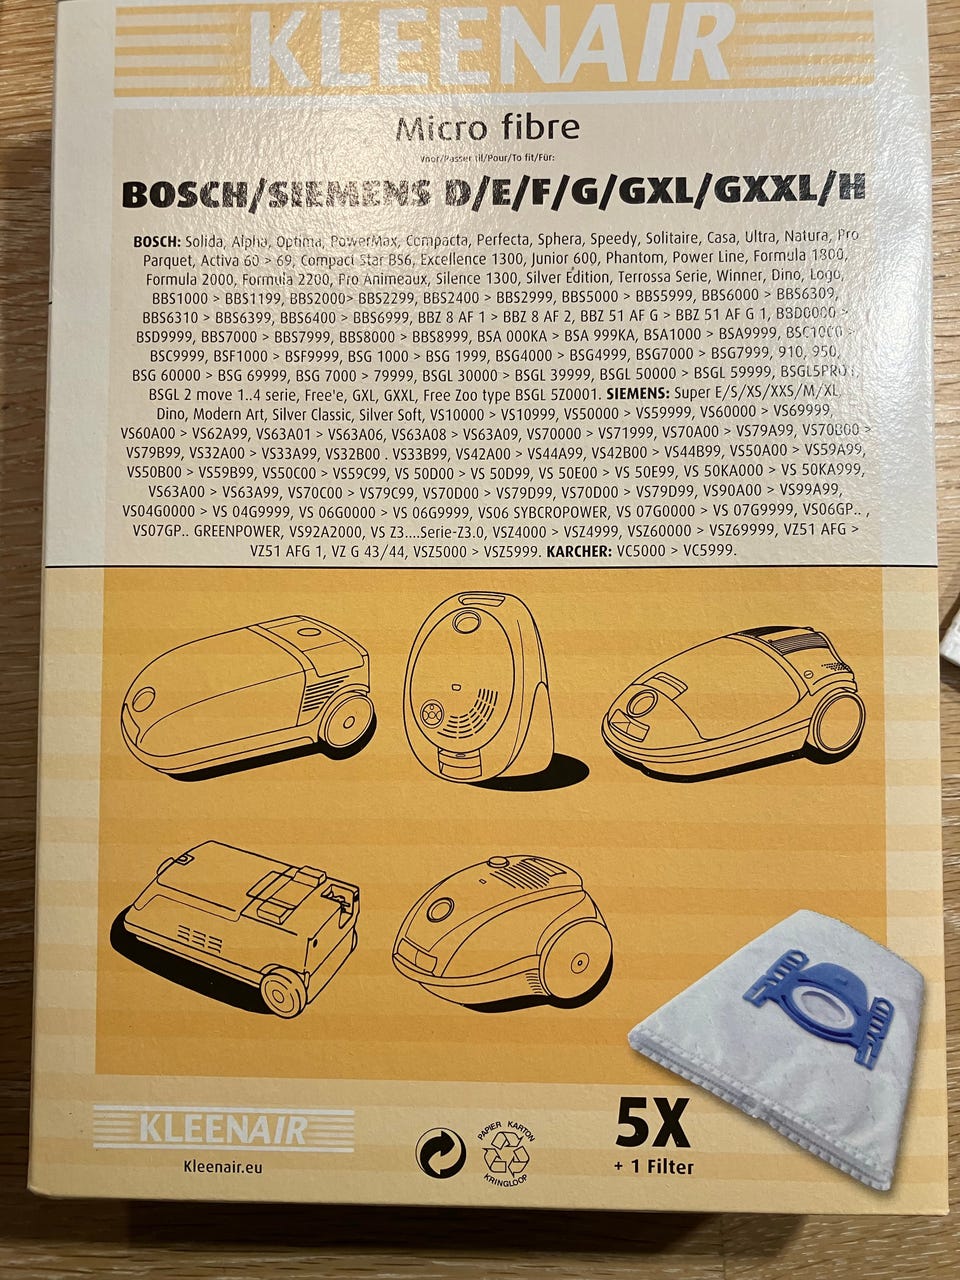 KLEENAIR
Micro fibre
Voor/Passer til/Pour/To fit/Für:
BOSCH/SIEMENS D/E/F/G/GXL/GXXL/H
BOSCH: Solida, Alpha, Optima, PowerMax, Compacta, Perfecta, Sphera, Speedy, Solitaire, Casa, Ultra, Natura, Pro
Parquet, Activa 60 > 69, Compact Star B56, Excellence 1300, Junior 600, Phantom, Power Line, Formula 1800,
Formula 2000, Formula 2200, Pro Animeaux, Silence 1300, Silver Edition, Terrossa Serie, Winner, Dino, Logo,
BBS1000 > BBS1199, BBS2000> BBS2299, BBS2400 > BBS2999, BBS5000 > BBS5999, BBS6000 > BBS6309,
BBS6310 > BBS6399, BBS6400 > BBS6999, BBZ 8 AF 1 > BBZ 8 AF 2, BBZ 51 AF G > BBZ 51 AF G 1, BSD0000 >
BSD9999, BBS7000 > BBS7999, BBS8000 > BBS8999, BSA 000KA > BSA 999KA, BSA1000 > BSA9999, BSC1000 >
BSC9999, BSF1000 > BSF9999, BSG 1000 > BSG 1999, BSG4000 > BSG4999, BSG7000 > BSG7999, 910, 950,
BSG 60000 > BSG 69999, BSG 7000 > 79999, BSGL 30000 > BSGL 39999, BSGL 50000 > BSGL 59999, BSGL5PRO1,
BSGL 2 move 1..4 serie, Free'e, GXL, GXXL, Free Zoo type BSGL 5Z0001. SIEMENS: Super E/S/XS/XXS/M/XL,
Dino, Modern Art, Silver Classic, Silver Soft, VS10000 > VS10999, VS50000 > VS59999, VS60000 > VS69999,
VS60A00 > VS62A99, VS63A01 > VS63A06, VS63A08 > VS63A09, VS70000 > VS71999, VS70A00 > VS79A99, VS70B00 >
VS79B99, VS32A00 > VS33A99, VS32B00 . VS33B99, VS42A00 > VS44A99, VS42B00 > VS44B99, VS50A00 > VS59A99,
VS50B00 > VS59B99, VS50C00 > VS59C99, VS 50D00 > VS 50D99, VS 50E00 > VS 50E99, VS 50KA000 > VS 50KA999,
VS63A00 > VS63A99, VS70C00 > VS79C99, VS70D00 > VS79D99, VS70D00 > VS79D99, VS90A00 > VS99A99,
VS04G0000 > VS 04G9999, VS 06G0000 > VS 06G9999, VS06 SYBCROPOWER, VS 07G0000 > VS 07G9999, VS06GP.. ,
VS07GP.. GREENPOWER, VS92A2000, VS Z3....Serie-Z3.0, VSZ4000 > VSZ4999, VSZ60000 > VSZ69999, VZ51 AFG >
VZ51 AFG 1, VZ G 43/44, VSZ5000 > VSZ5999. KARCHER: VC5000 > VC5999.
KLEENAIR
Kleenair.eu
PAPIER KARTON
KRINGLOOP
5X
+ 1 Filter